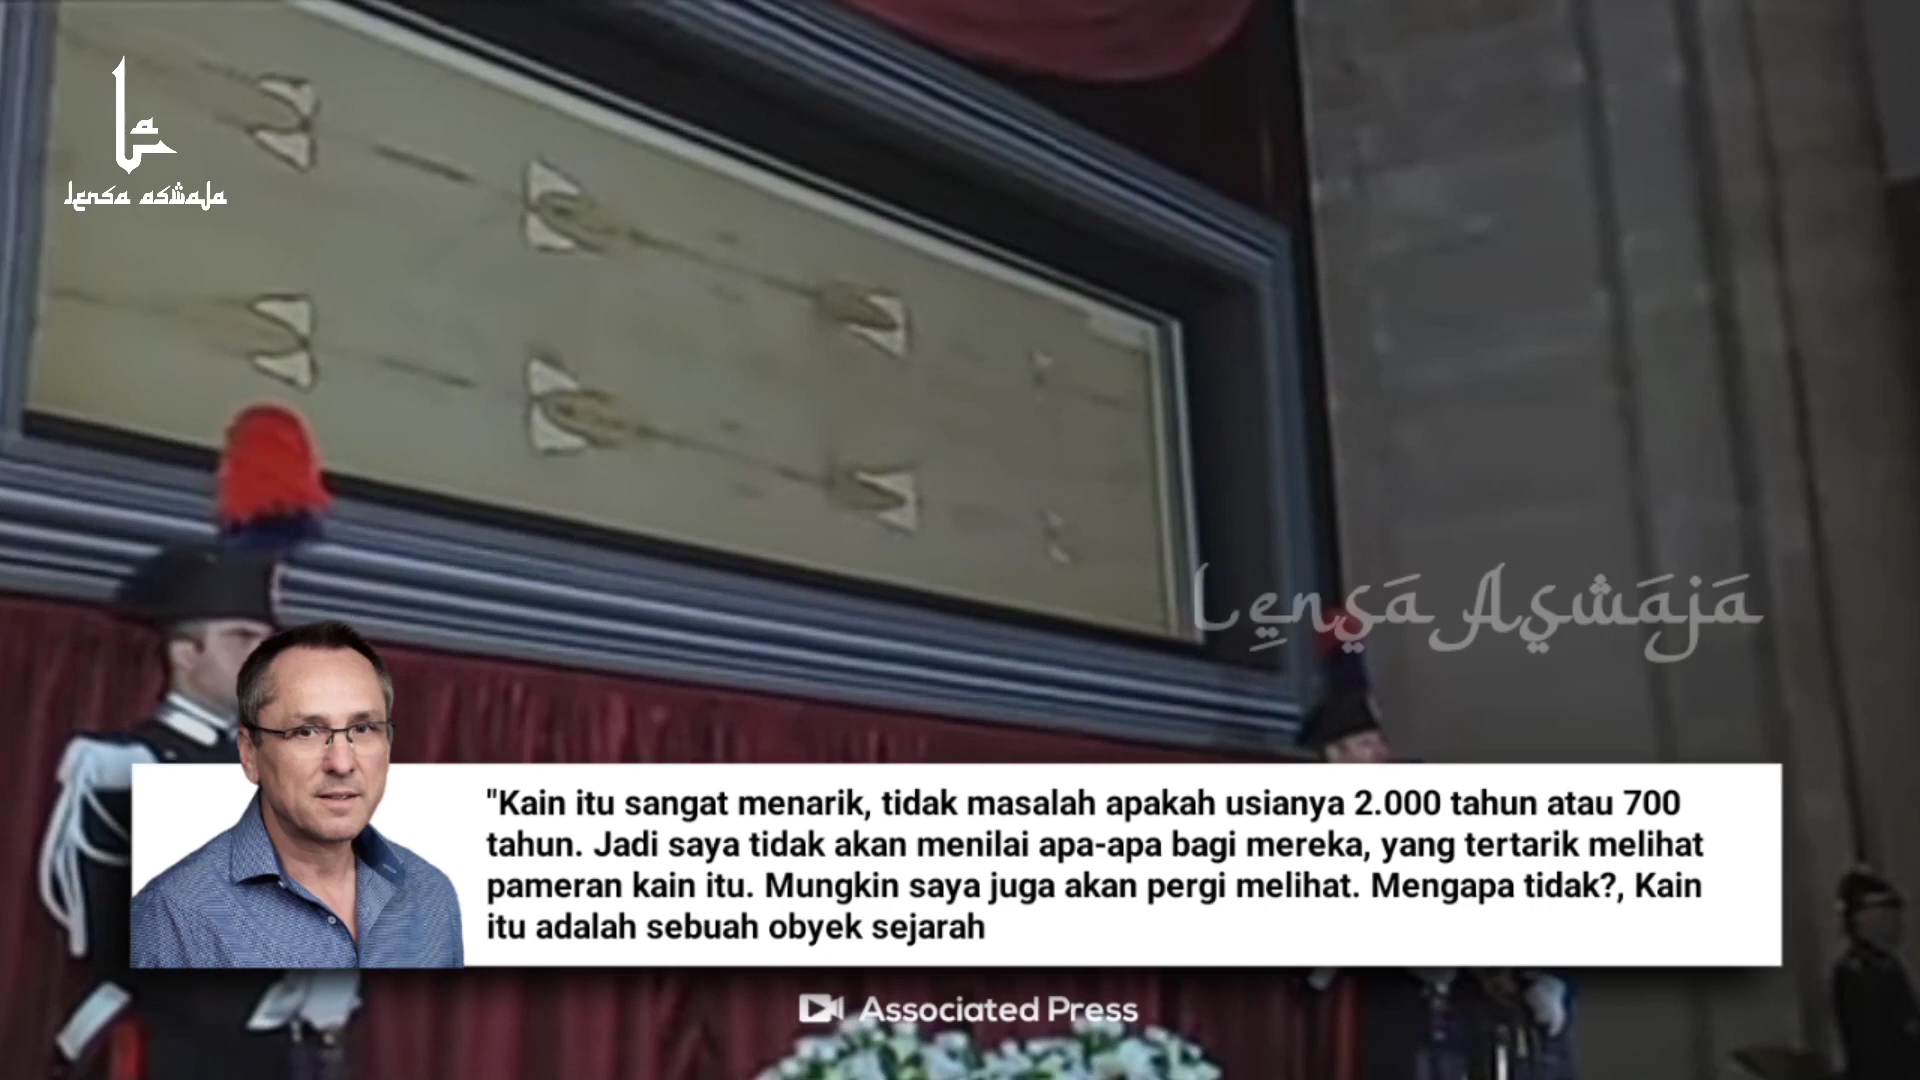 La
Lensa Aswaja
Lensa Aswaja
"Kain itu sangat menarik, tidak masalah apakah usianya 2.000 tahun atau 700
tahun. Jadi saya tidak akan menilai apa-apa bagi mereka, yang tertarik melihat
pameran kain itu. Mungkin saya juga akan pergi melihat. Mengapa tidak?, Kain
itu adalah sebuah obyek sejarah
Associated Press